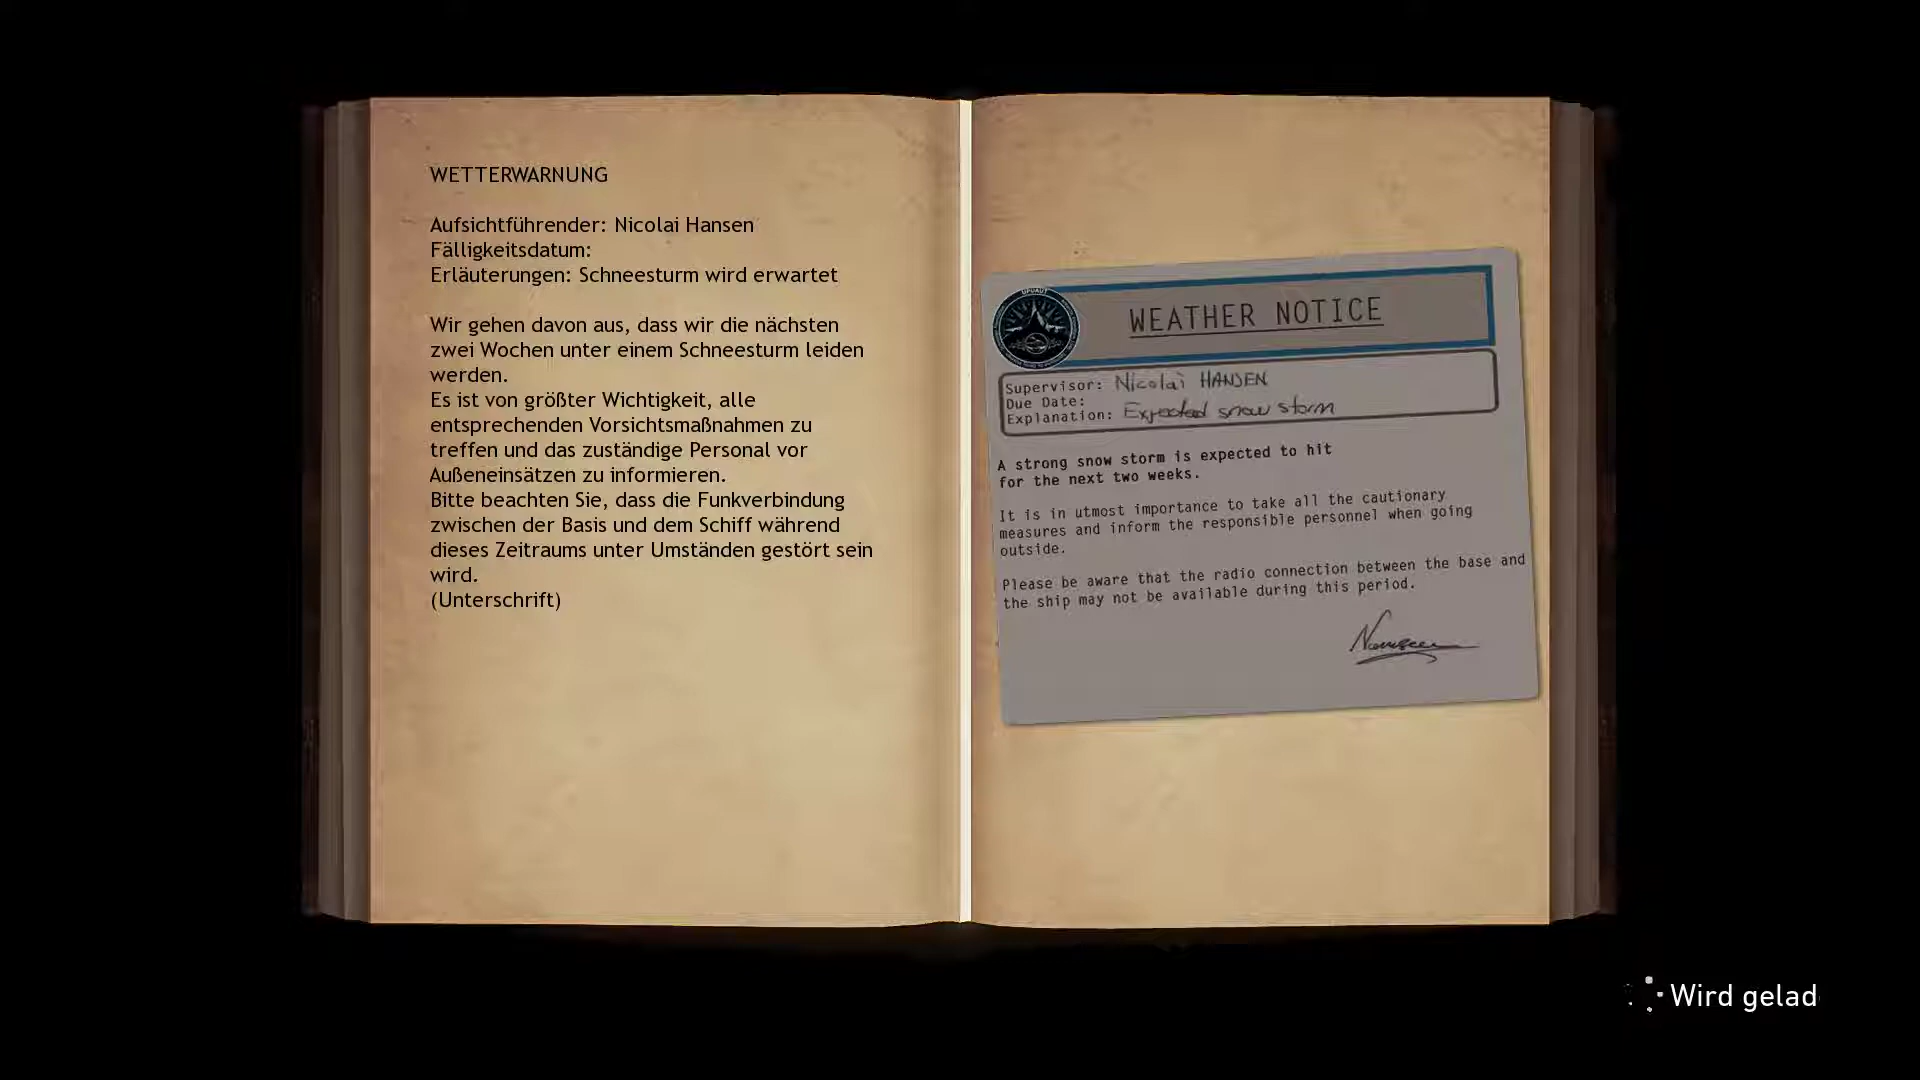 WETTERWARNUNG
Aufsichtführender: Nicolai Hansen
Fälligkeitsdatum:
Erläuterungen: Schneesturm wird erwartet
Wir gehen davon aus, dass wir die nächsten
zwei Wochen unter einem Schneesturm leiden
werden.
Es ist von größter Wichtigkeit, alle
entsprechenden Vorsichtsmaßnahmen zu
treffen und das zuständige Personal vor
Außeneinsätzen zu informieren.
Bitte beachten Sie, dass die Funkverbindung
zwischen der Basis und dem Schiff während
dieses Zeitraums unter Umständen gestört sein
wird.
(Unterschrift)
WEATHER NOTICE
Supervisor: Nicolaï HANSEN
Due Date:
Explanation: Expected snow storm
A strong snow storm is expected to hit
for the next two weeks.
It is in utmost importance to take all the cautionary
measures and inform the responsible personnel when going
outside.
Please be aware that the radio connection between the base and
the ship may not be available during this period.
Wird gelad